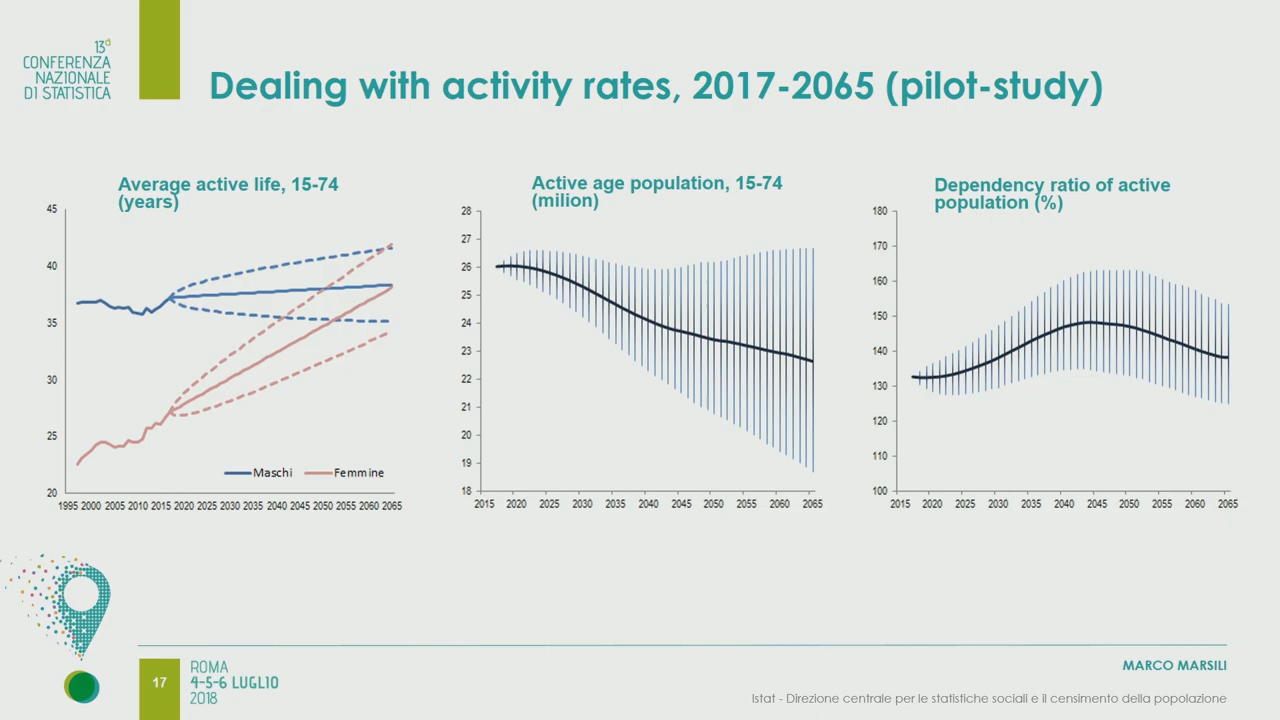 13a
CONFERENZA
NAZIONALE
DI STATISTICA
Dealing with activity rates, 2017-2065 (pilot-study)
Average active life, 15-74
(years)
45
40
35
30
25
20
Maschi
Femmine
1995 2000 2005 2010 2015 2020 2025 2030 2035 2040 2045 2050 2055 2060 2065
Active age population, 15-74
(milion)
28
27
26
25
24
23
22
21
20
19
18
2015 2020 2025 2030 2035 2040 2045 2050 2055 2060 2065
Dependency ratio of active
population (%)
180
170
160
150
140
130
120
110
100
2015 2020 2025 2030 2035 2040 2045 2050 2055 2060 2065
17
ROMA
4-5-6 LUGLIO
2018
MARCO MARSILI
Istat - Direzione centrale per le statistiche sociali e il censimento della popolazione